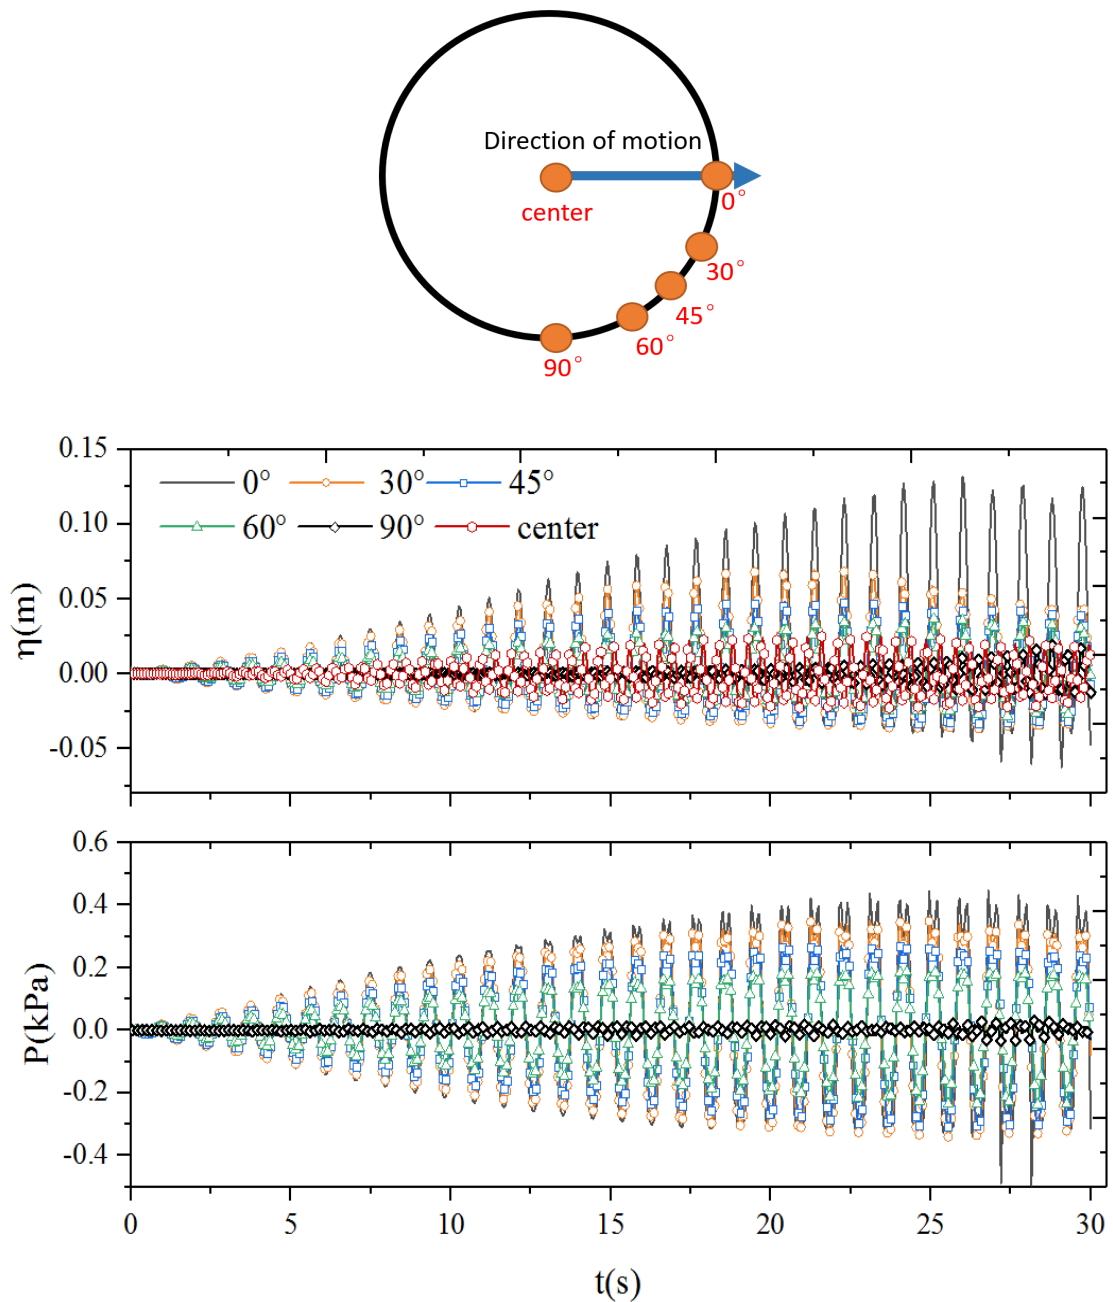 Direction of motion
center
0°
30°
45°
60°
90°
0.15
0° 30° 45°
60° 90° center
0.10
0.05
0.00
-0.05
η(m)
0.6
0.4
0.2
0.0
-0.2
-0.4
P(kPa)
0 5 10 15 20 25 30
t(s)